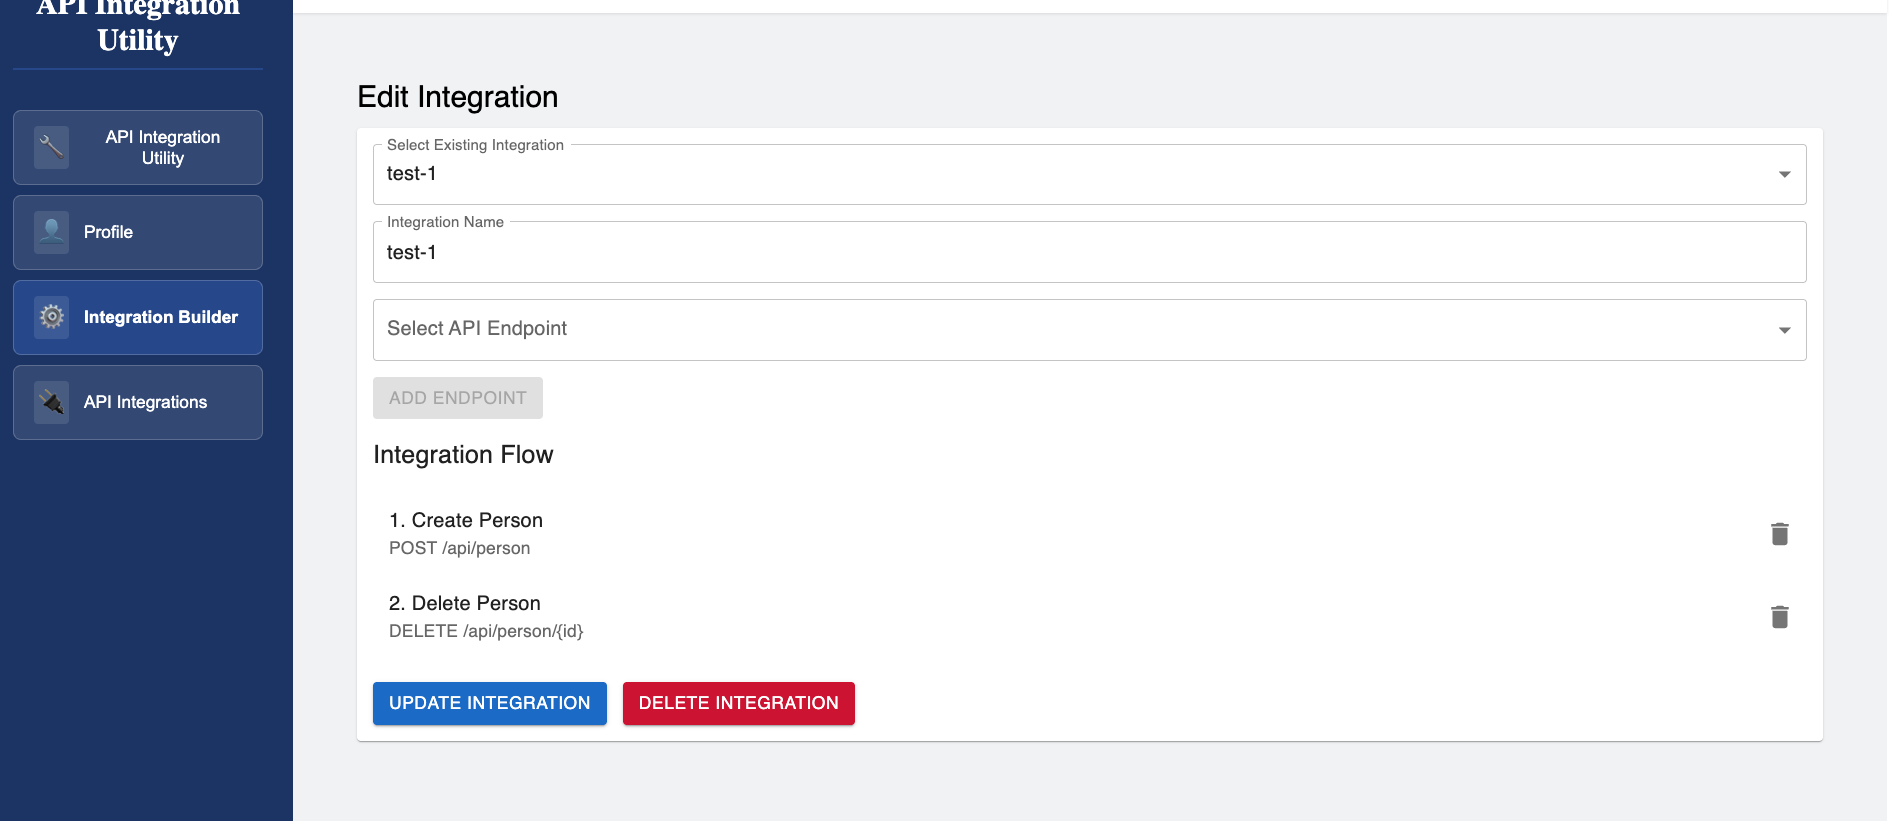 API Integration
Utility
API Integration
Utility
Profile
Integration Builder
API Integrations
Edit Integration
Select Existing Integration
test-1
Integration Name
test-1
Select API Endpoint
ADD ENDPOINT
Integration Flow
1. Create Person
POST /api/person
2. Delete Person
DELETE /api/person/{id}
UPDATE INTEGRATION
DELETE INTEGRATION